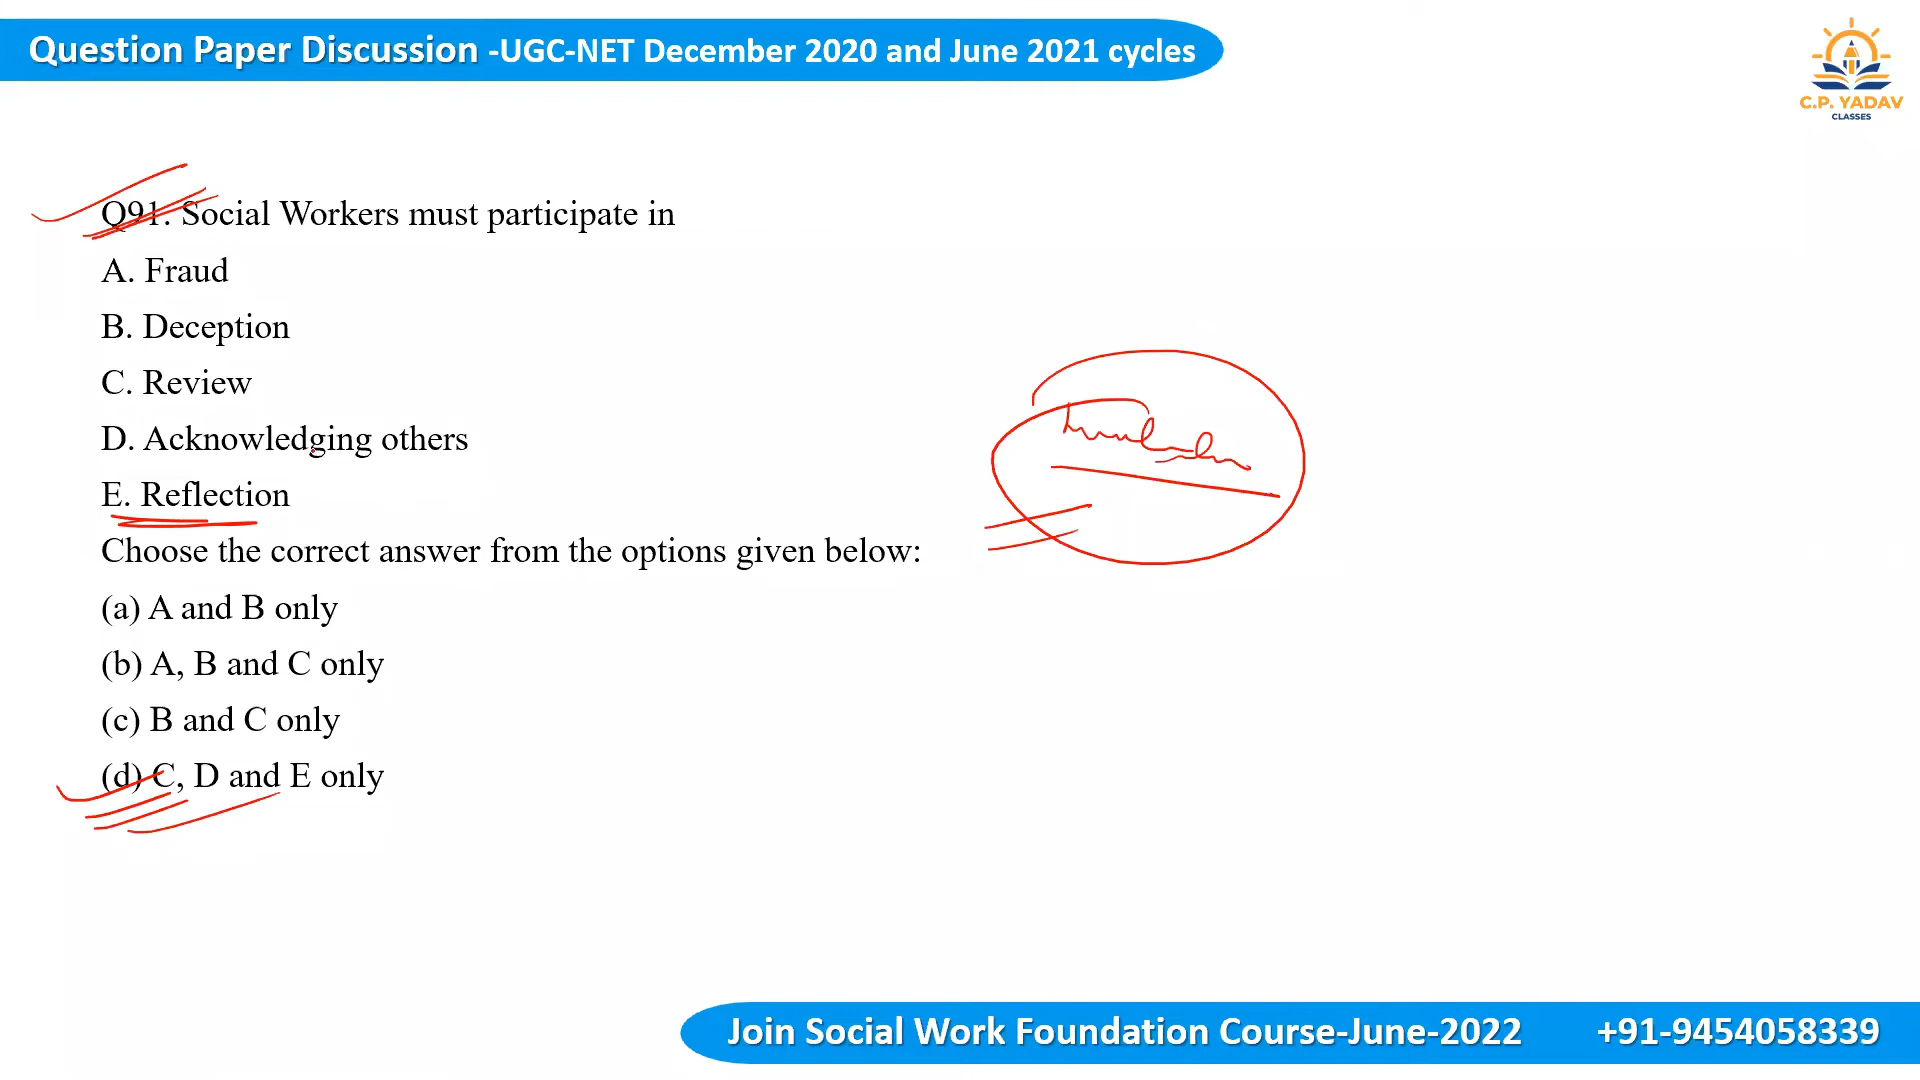 Question Paper Discussion -UGC-NET December 2020 and June 2021 cycles
C.P. YADAV
CLASSES
Q91. Social Workers must participate in
A. Fraud
B. Deception
C. Review
D. Acknowledging others
E. Reflection
Choose the correct answer from the options given below:
(a) A and B only
(b) A, B and C only
(c) B and C only
(d) C, D and E only
Join Social Work Foundation Course-June-2022 +91-9454058339